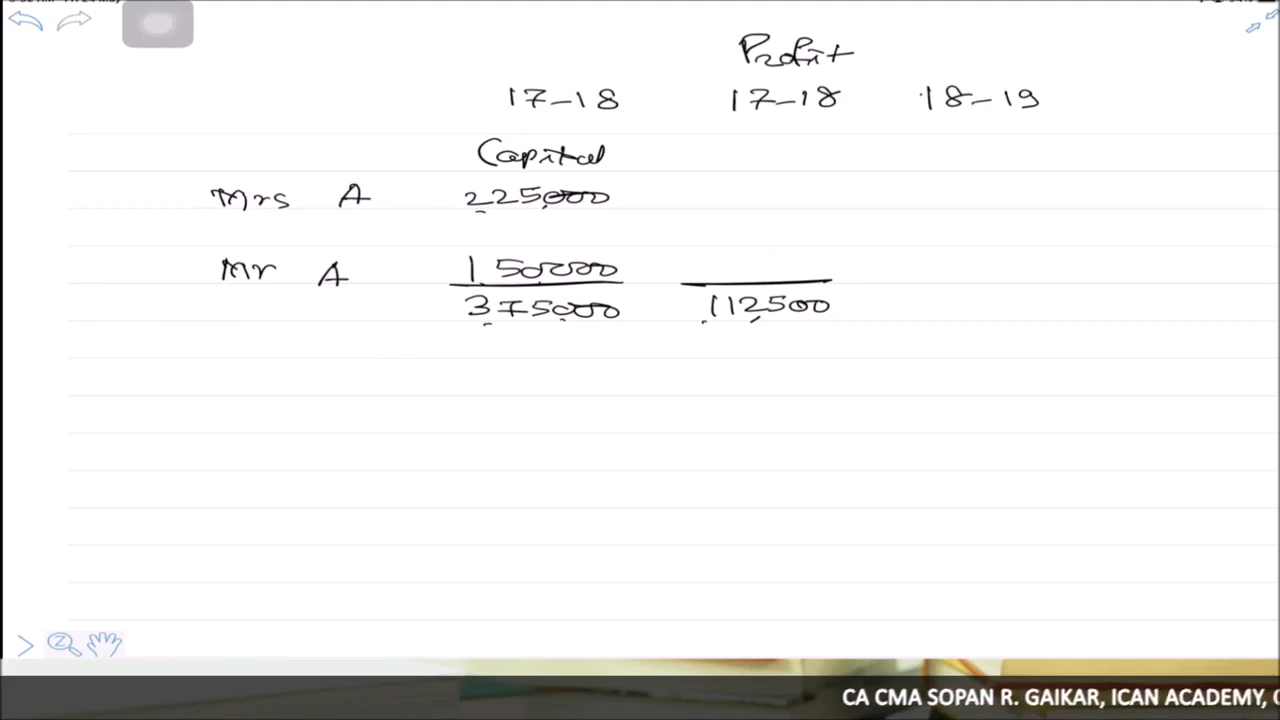 Profit
17-18 17-18 18-19
Capital
Mrs A 225000
Mr A 150000
375000 112500
CA CMA SOPAN R. GAIKAR, ICAN ACADEMY,